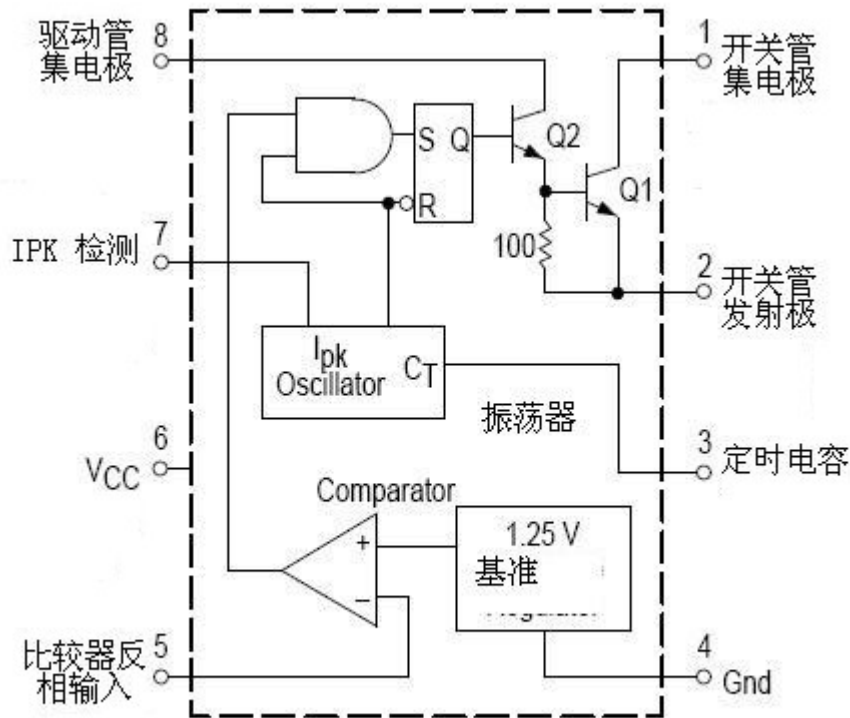 驱动管 8
集电极
1 开关管
集电极
S Q
Q2
R
Q1
100
7
IPK 检测
2 开关管
发射极
Ipk
Oscillator CT
振荡器
6
VCC
3 定时电容
Comparator
+
−
1.25 V
基准
比较器反 5
相输入
4
Gnd